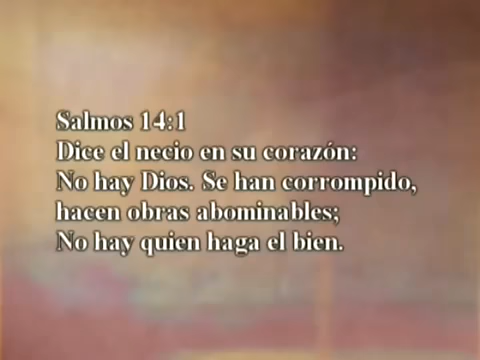 Salmos 14:1
Dice el necio en su corazón:
No hay Dios. Se han corrompido,
hacen obras abominables;
No hay quien haga el bien.